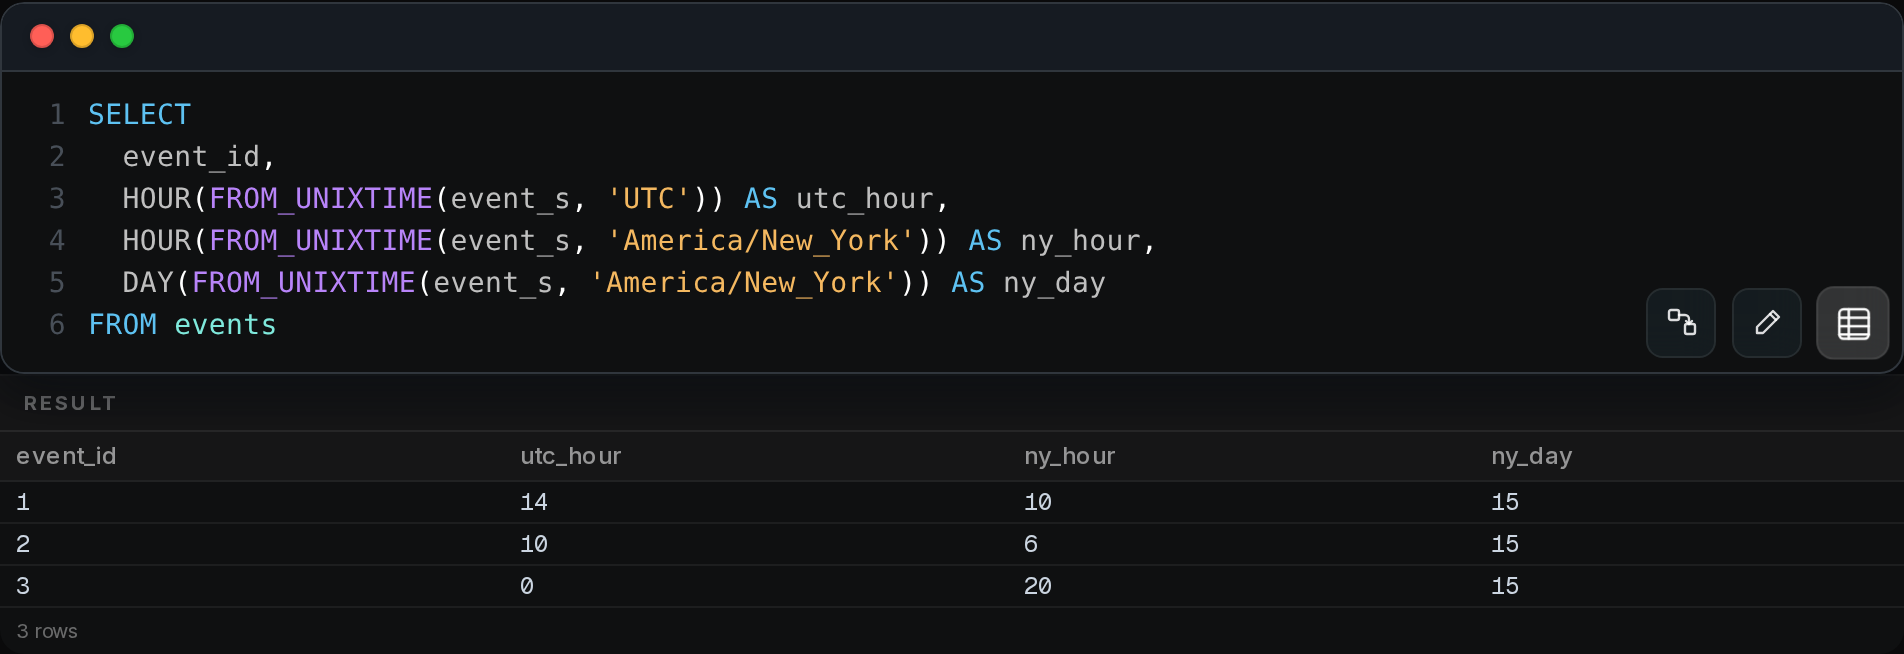 1 SELECT
2   event_id,
3   HOUR(FROM_UNIXTIME(event_s, 'UTC')) AS utc_hour,
4   HOUR(FROM_UNIXTIME(event_s, 'America/New_York')) AS ny_hour,
5   DAY(FROM_UNIXTIME(event_s, 'America/New_York')) AS ny_day
6 FROM events
RESULT
event_id utc_hour ny_hour ny_day
1 14 10 15
2 10 6 15
3 0 20 15
3 rows